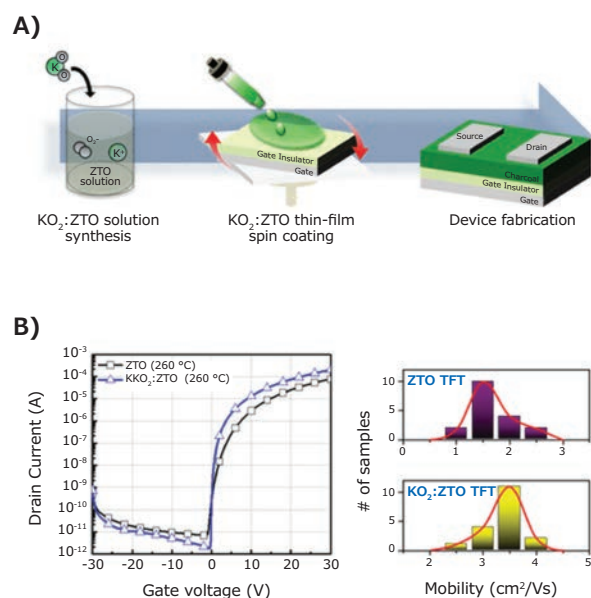 A)
K
O
O
O₂⁻
K⁺
ZTO
solution
Gate Insulator
Gate
Source
Drain
Charcoal
Gate Insulator
Gate
KO₂:ZTO solution
synthesis
KO₂:ZTO thin-film
spin coating
Device fabrication
B)
Drain Current (A)
10⁻³
10⁻⁴
10⁻⁵
10⁻⁶
10⁻⁷
10⁻⁸
10⁻⁹
10⁻¹⁰
10⁻¹¹
10⁻¹²
ZTO (260 °C)
KKO₂:ZTO (260 °C)
-30 -20 -10 0 10 20 30
Gate voltage (V)
# of samples
ZTO TFT
10
5
0
0 1 2 3
KO₂:ZTO TFT
10
5
0
2 3 4 5
Mobility (cm²/Vs)